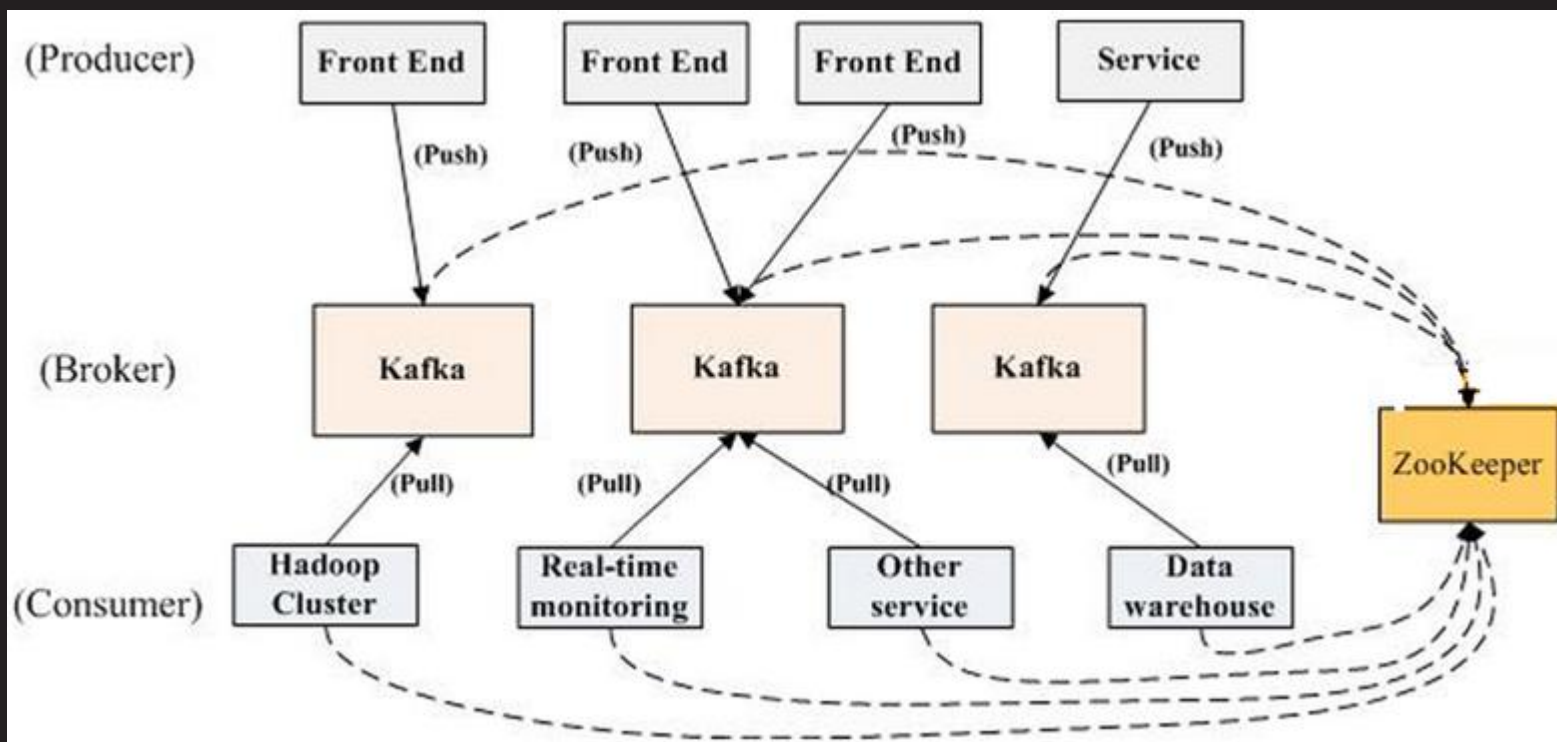 (Producer)
Front End
Front End
Front End
Service
(Push)
(Push)
(Push)
(Push)
(Broker)
Kafka
Kafka
Kafka
ZooKeeper
(Pull)
(Pull)
(Pull)
(Pull)
(Consumer)
Hadoop
Cluster
Real-time
monitoring
Other
service
Data
warehouse